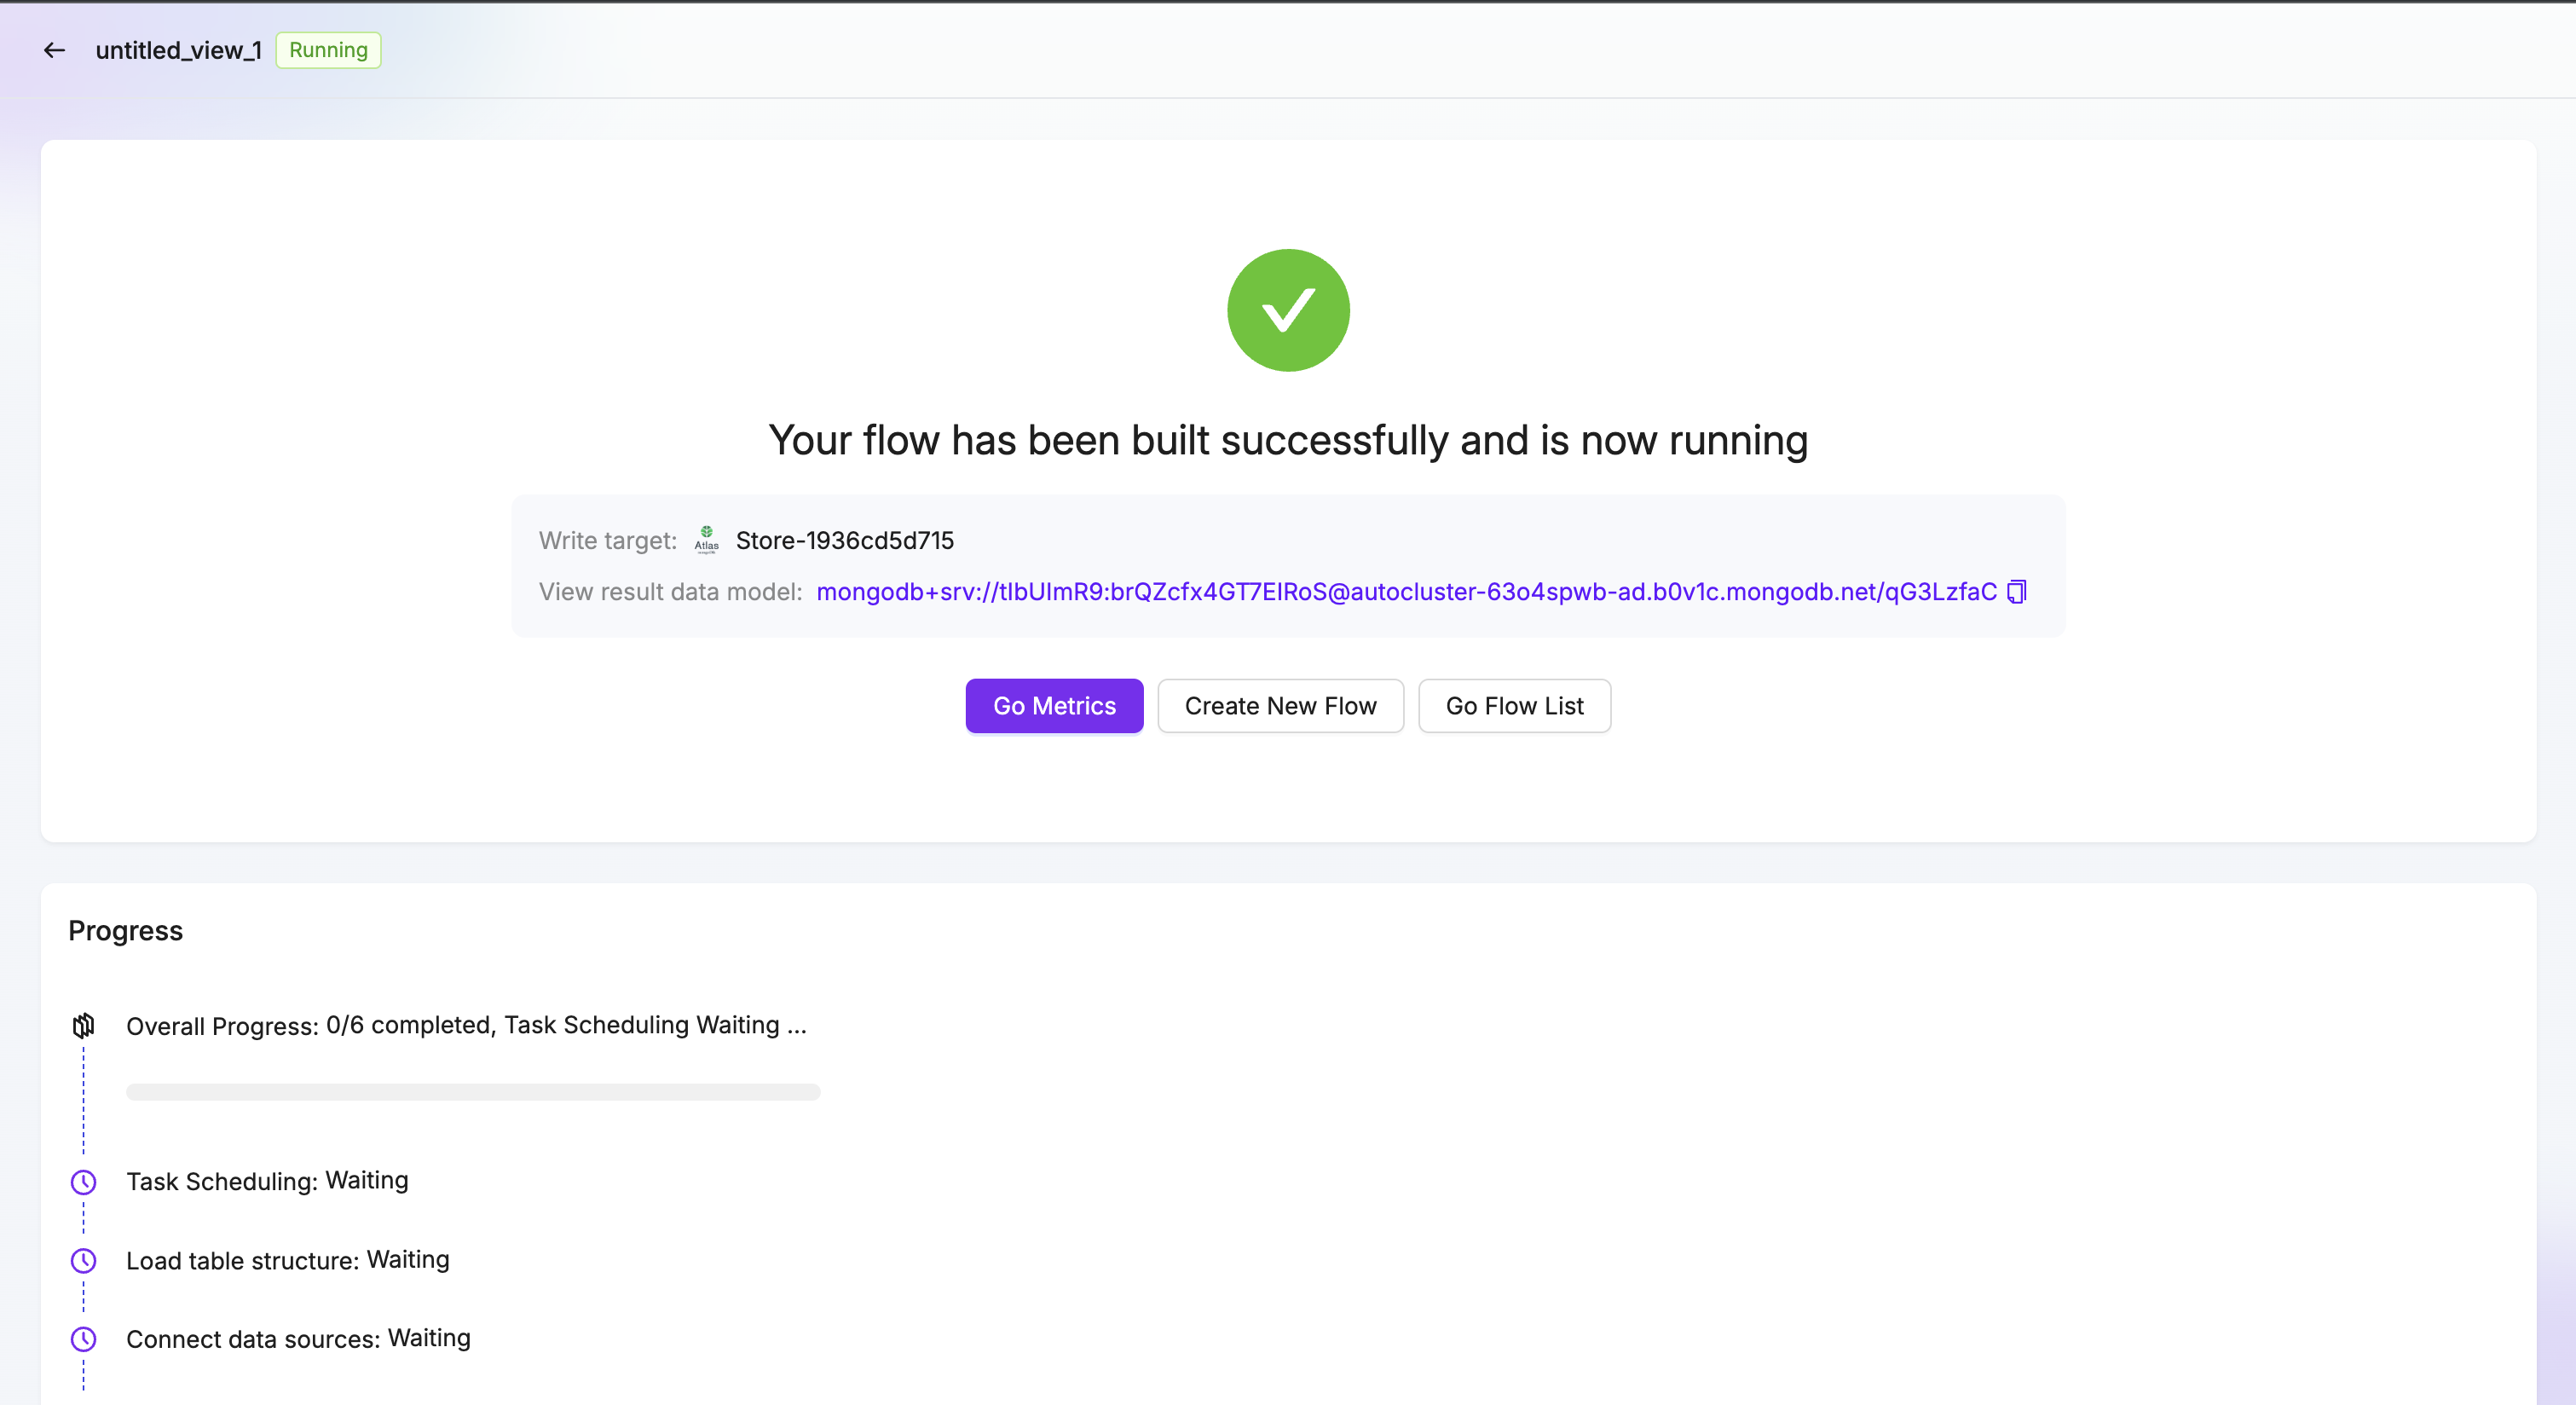 untitled_view_1 Running
Your flow has been built successfully and is now running
Write target: Atlas Store-1936cd5d715
View result data model: mongodb+srv://tIbUImR9:brQZcfx4GT7EIRoS@autocluster-63o4spwb-ad.b0v1c.mongodb.net/qG3LzfaC
Go Metrics Create New Flow Go Flow List
Progress
Overall Progress: 0/6 completed, Task Scheduling Waiting ...
Task Scheduling: Waiting
Load table structure: Waiting
Connect data sources: Waiting